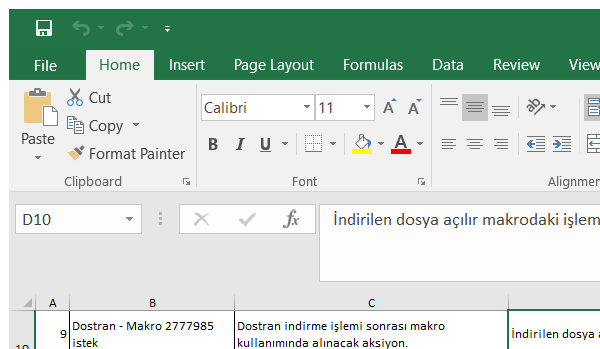 File Home Insert Page Layout Formulas Data Review View
Cut
Copy
Format Painter
Paste
Calibri 11
B I U A
Clipboard Font Alignment
D10 fx İndirilen dosya açılır makrodaki işlem
A B C
9 Dostran - Makro 2777985 istek
Dostran indirme işlemi sonrası makro kullanımında alınacak aksiyon.
İndirilen dosya a
10